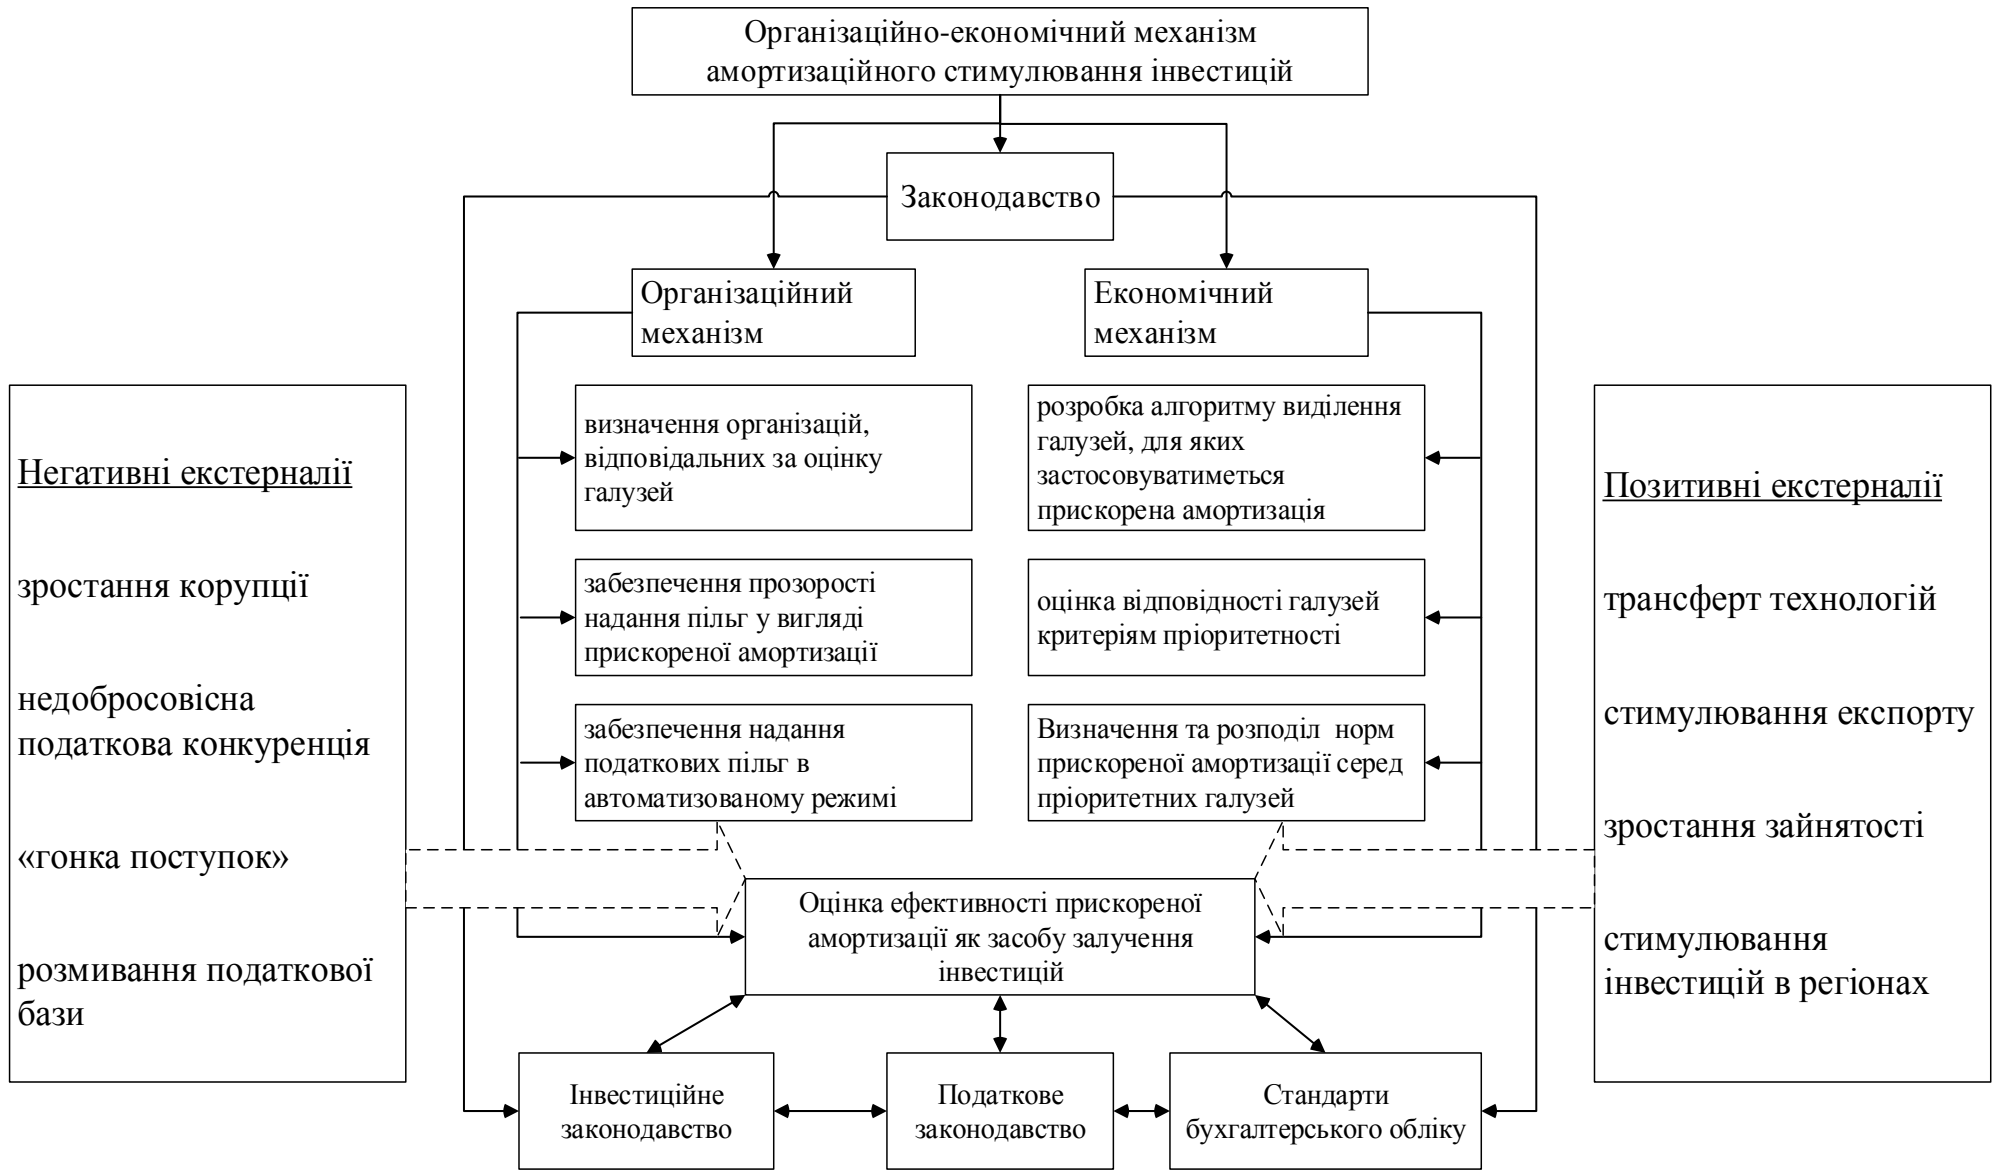 Організаційно-економічний механізм
амортизаційного стимулювання інвестицій
Законодавство
Організаційний
механізм
Економічний
механізм
Негативні екстерналії
зростання корупції
недобросовісна
податкова конкуренція
«гонка поступок»
розмивання податкової
бази
визначення організацій,
відповідальних за оцінку
галузей
забезпечення прозорості
надання пільг у вигляді
прискореної амортизації
забезпечення надання
податкових пільг в
автоматизованому режимі
розробка алгоритму виділення
галузей, для яких
застосовуватиметься
прискорена амортизація
оцінка відповідності галузей
критеріям пріоритетності
Визначення та розподіл норм
прискореної амортизації серед
пріоритетних галузей
Позитивні екстерналії
трансферт технологій
стимулювання експорту
зростання зайнятості
стимулювання
інвестицій в регіонах
Оцінка ефективності прискореної
амортизації як засобу залучення
інвестицій
Інвестиційне
законодавство
Податкове
законодавство
Стандарти
бухгалтерського обліку